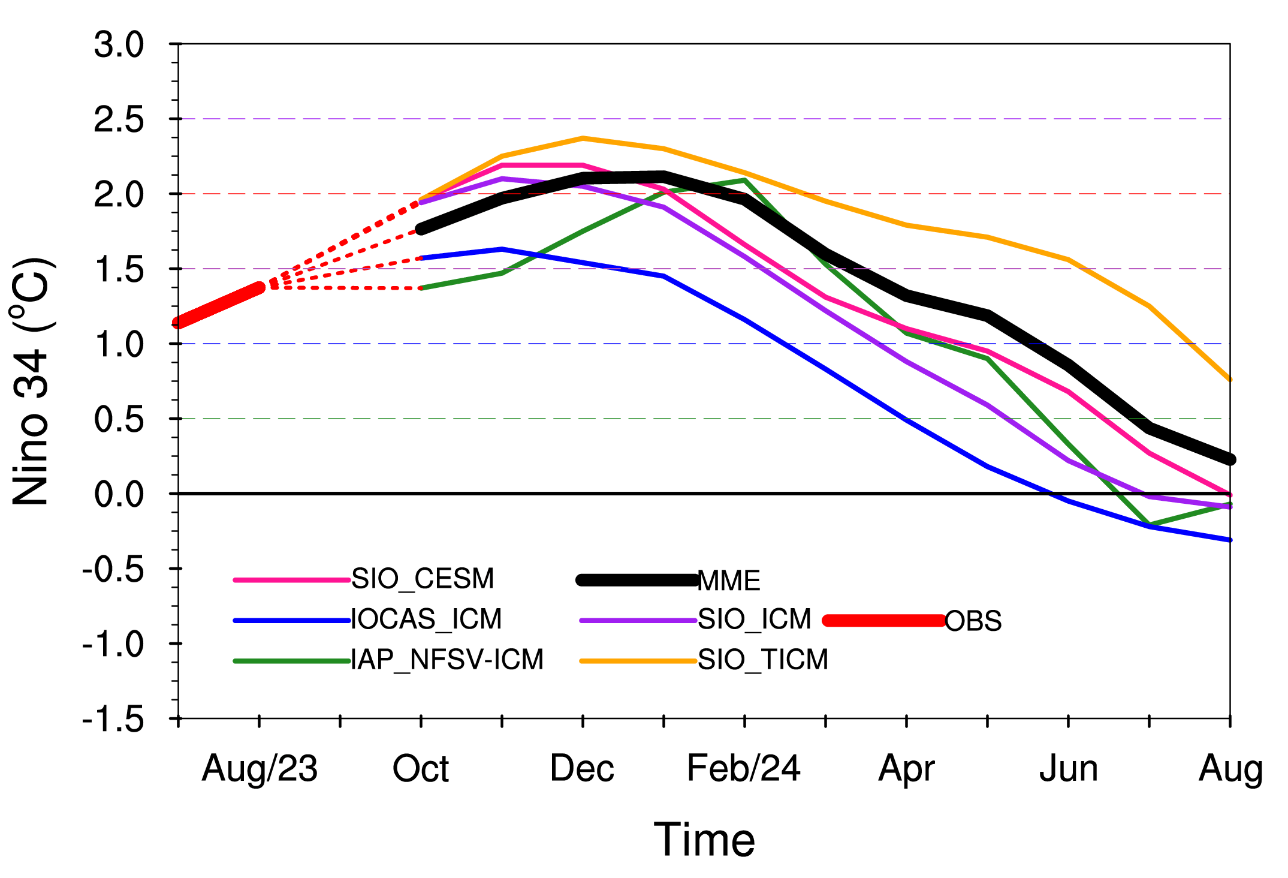 3.0
2.5
2.0
1.5
1.0
0.5
0.0
-0.5
-1.0
-1.5
Nino 34 (°C)
SIO_CESM MME
IOCAS_ICM SIO_ICM OBS
IAP_NFSV-ICM SIO_TICM
Aug/23 Oct Dec Feb/24 Apr Jun Aug
Time